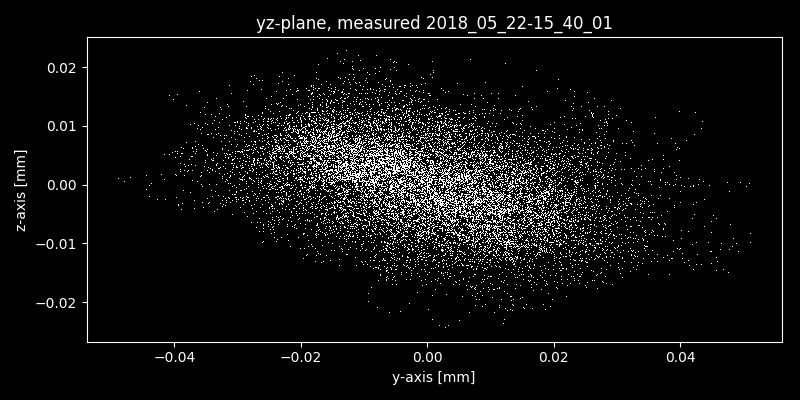 yz-plane, measured 2018_05_22-15_40_01
0.02
0.01
0.00
−0.01
−0.02
z-axis [mm]
−0.04 −0.02 0.00 0.02 0.04
y-axis [mm]